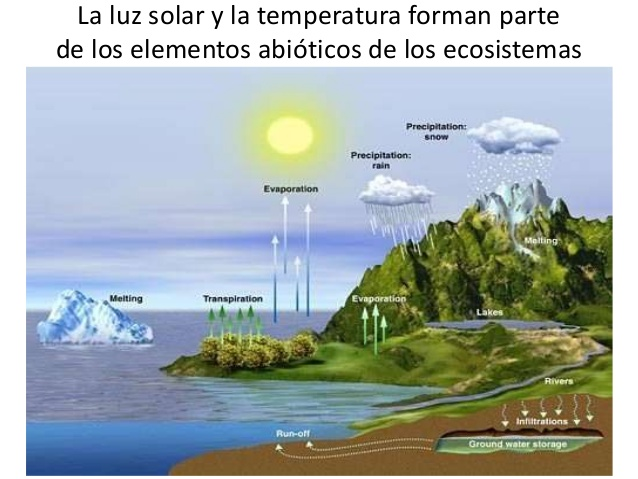 La luz solar y la temperatura forman parte
de los elementos abióticos de los ecosistemas
Precipitation:
snow
Precipitation:
rain
Evaporation
Melting
Melting
Transpiration
Evaporation
Lakes
Rivers
Infiltrations
Run-off
Ground water storage